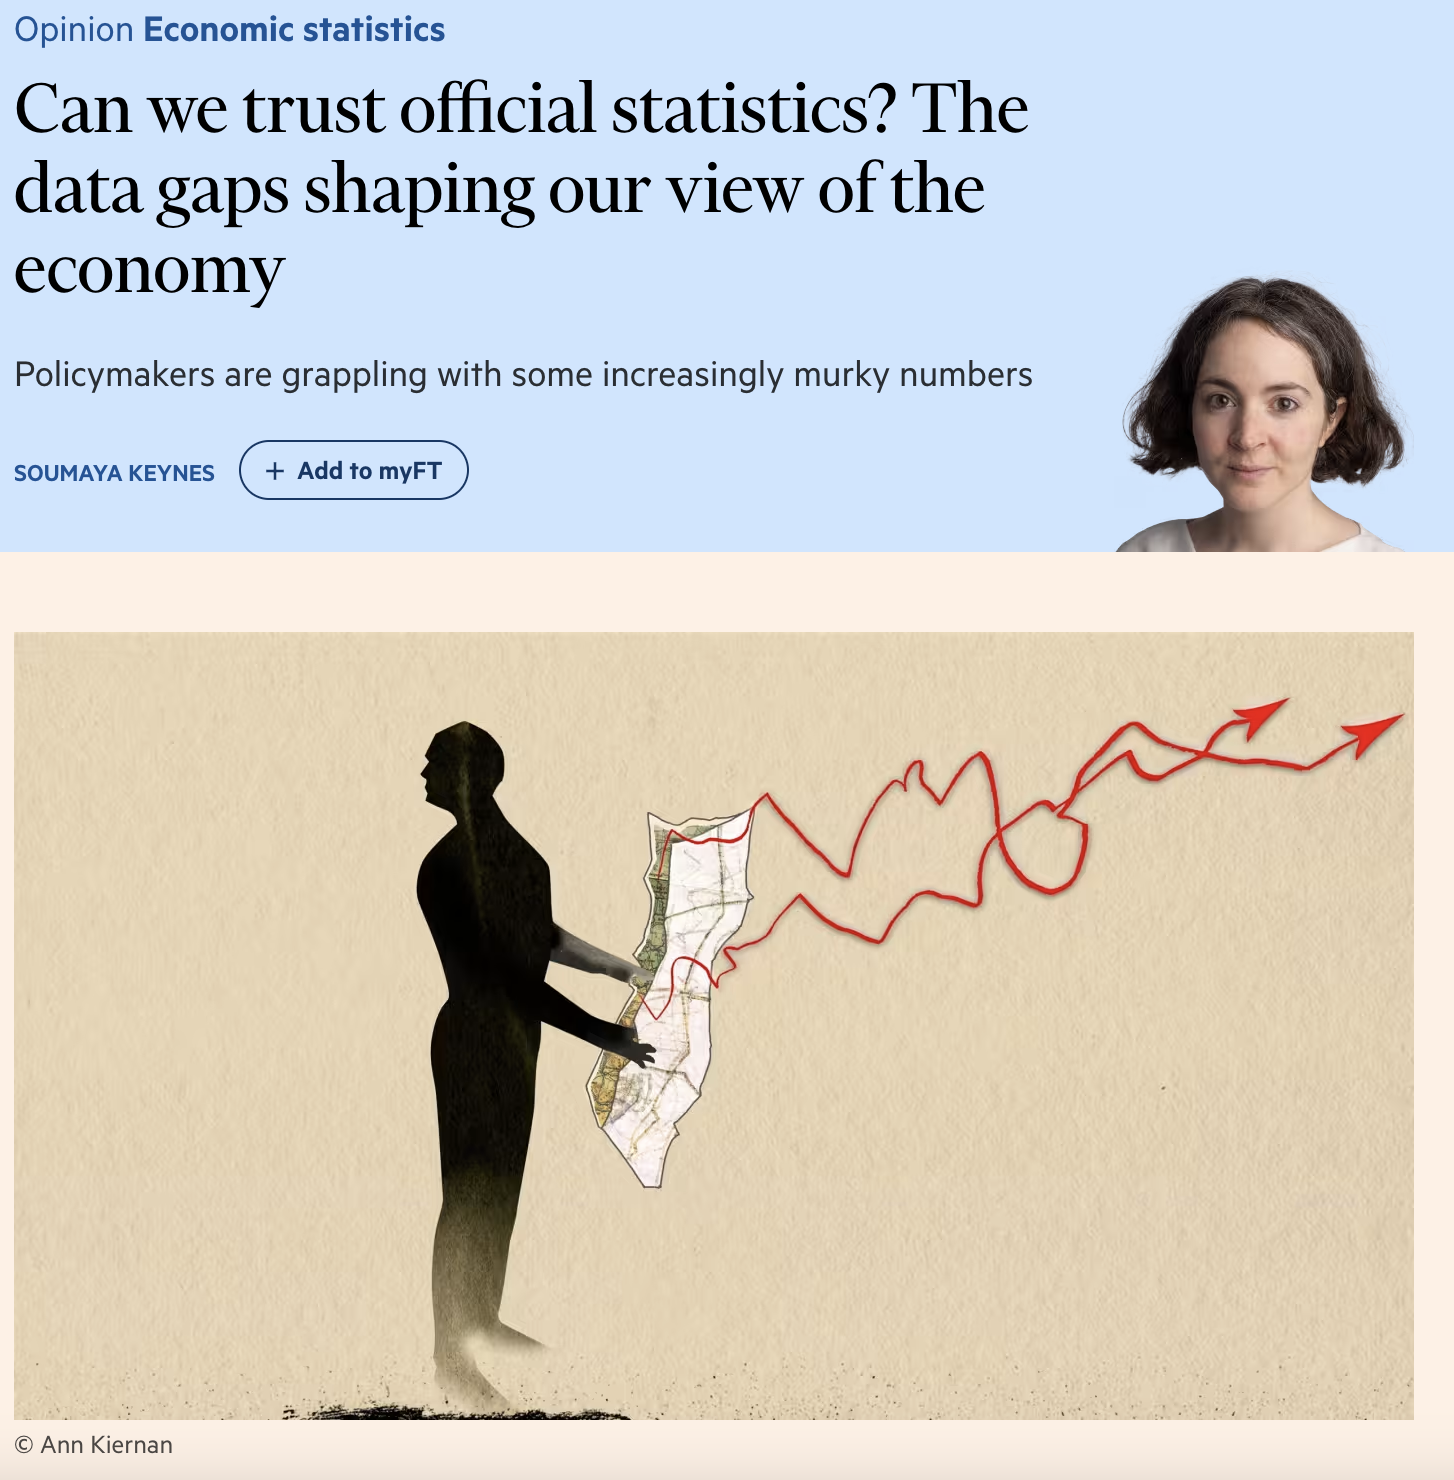 Opinion Economic statistics
Can we trust official statistics? The
data gaps shaping our view of the
economy
Policymakers are grappling with some increasingly murky numbers
SOUMAYA KEYNES
+ Add to myFT
© Ann Kiernan